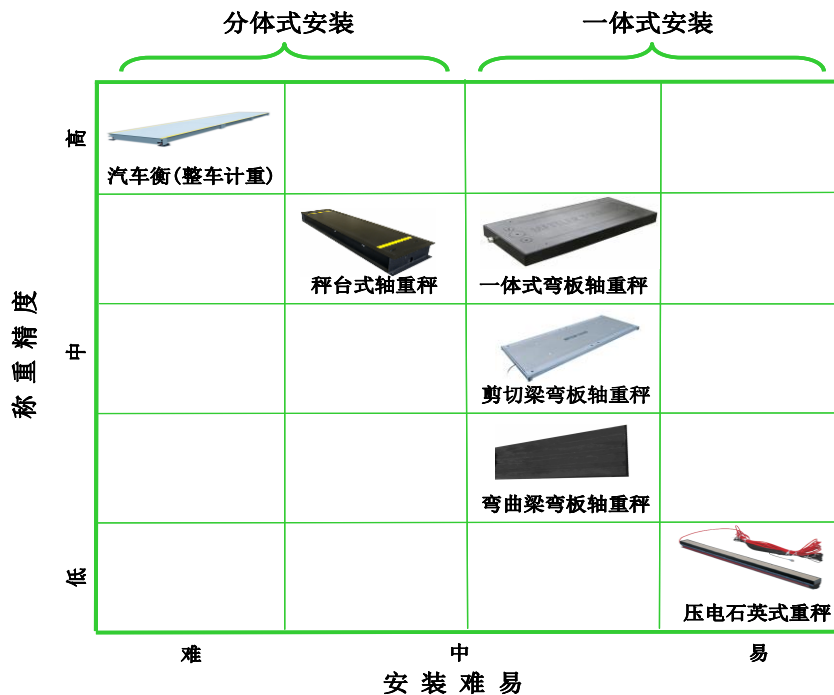 分体式安装
一体式安装
高
汽车衡(整车计重)
秤台式轴重秤
一体式弯板轴重秤
称重精度
中
剪切梁弯板轴重秤
弯曲梁弯板轴重秤
低
压电石英式重秤
难
中
易
安装难易